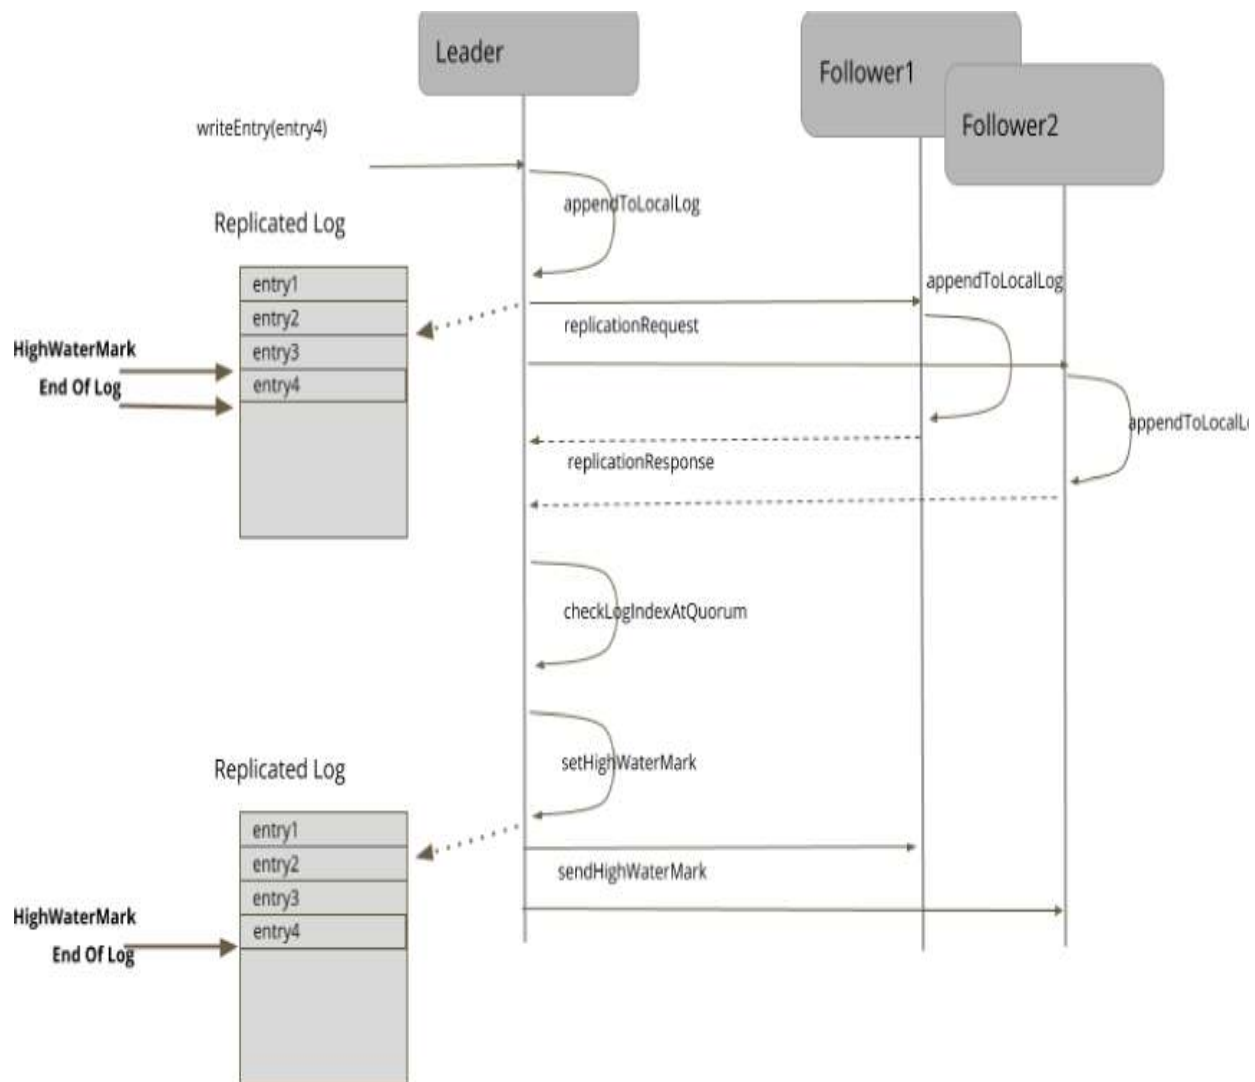 Leader
Follower1
Follower2
writeEntry(entry4)
appendToLocalLog
Replicated Log
entry1
entry2
entry3
entry4
HighWaterMark
End Of Log
appendToLocalLog
replicationRequest
appendToLocalLo
replicationResponse
checkLogIndexAtQuorum
setHighWaterMark
Replicated Log
entry1
entry2
entry3
entry4
HighWaterMark
End Of Log
sendHighWaterMark